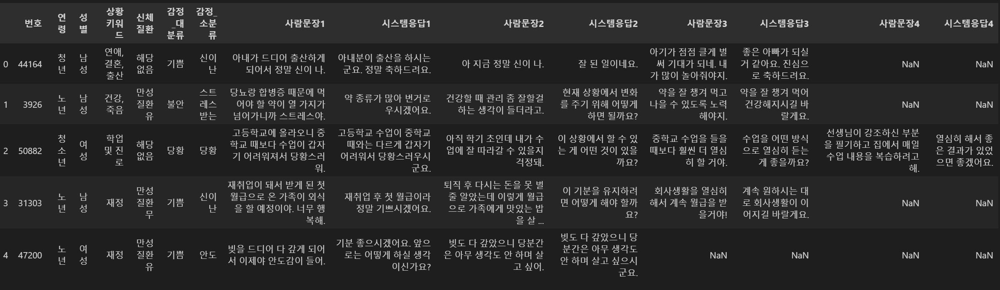 번호 연령 성별 상황키워드 신체질환 감정_대분류 감정_소분류 사람문장1 시스템응답1 사람문장2 시스템응답2 사람문장3 시스템응답3 사람문장4 시스템응답4
0 44164 청년 남성 연애, 결혼, 출산 해당없음 기쁨 신이 난 아내가 드디어 출산하게 되어서 정말 신이 나. 아내분이 출산을 하시는군요. 정말 축하드려요. 아 지금 정말 신이 나. 잘 된 일이네요. 아기가 점점 클게 벌써 기대가 되네. 내가 많이 놀아줘야지. 좋은 아빠가 되실 거 같아요. 진심으로 축하드려요. NaN NaN
1 3926 노년 남성 건강, 죽음 만성질환 유 불안 스트레스 받는 당뇨랑 합병증 때문에 먹어야 할 약이 열 가지가 넘어가니까 스트레스야. 약 종류가 많아 번거로우시겠어요. 건강할 때 관리 좀 잘할걸 하는 생각이 들더라고. 현재 상황에서 변화를 주기 위해 어떻게 하면 될까요? 약을 잘 챙겨 먹고 나을 수 있도록 노력해야지. 약을 잘 챙겨 먹어 건강해지시길 바랄게요. NaN NaN
2 50882 청소년 여성 학업 및 진로 해당없음 당황 당황 고등학교에 올라오니 중학교 때보다 수업이 갑자기 어려워져서 당황스러워. 고등학교 수업이 중학교 때와는 다르게 갑자기 어려워서 당황스러우시군요. 아직 학기 초인데 내가 수업에 잘 따라갈 수 있을지 걱정돼. 이 상황에서 할 수 있는 게 어떤 것이 있을까요? 중학교 수업을 들을 때보다 훨씬 더 열심히 할 거야. 수업을 어떤 방식으로 열심히 듣는 게 좋을까요? 선생님이 강조하신 부분을 필기하고 집에서 매일 수업 내용을 복습하려고 해. 열심히 해서 좋은 결과가 있었으면 좋겠어요.
3 31303 노년 남성 재정 만성질환 무 기쁨 신이 난 재취업이 돼서 받게 된 첫 월급으로 온 가족이 외식을 할 예정이야. 너무 행복해. 재취업 후 첫 월급이라 정말 기쁘시겠어요. 퇴직 후 다시는 돈을 못 벌 줄 알았는데 이렇게 월급으로 가족에게 맛있는 밥을 살 ... 이 기분을 유지하려면 어떻게 해야 할까요? 회사생활을 열심히 해서 계속 월급을 받을거야! 계속 원하시는 대로 회사생활이 이어지길 바랄게요. NaN NaN
4 47200 노년 여성 재정 만성질환 유 기쁨 안도 빚을 드디어 다 갚게 되어서 이제야 안도감이 들어. 기분 좋으시겠어요. 앞으로는 어떻게 하실 생각이신가요? 빚도 다 갚았으니 당분간은 아무 생각도 안 하며 살고 싶어. 빚도 다 갚았으니 당분간은 아무 생각도 안 하며 살고 싶으시군요. NaN NaN NaN NaN